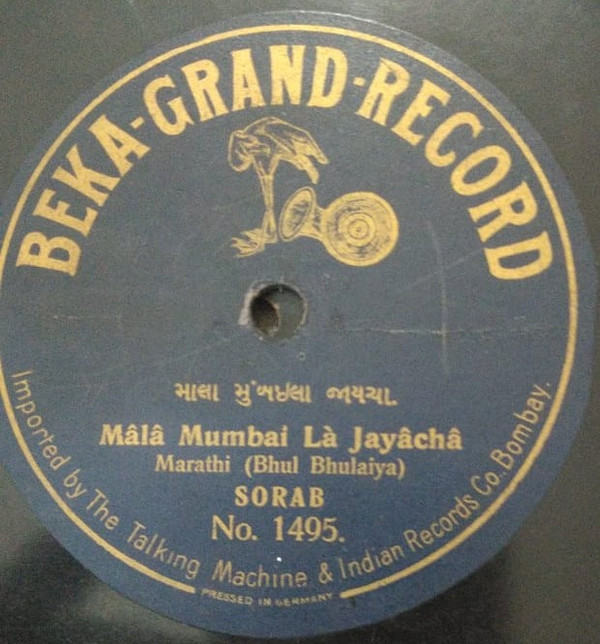 BEKA-GRAND-RECORD
માલા મુંબઈલા જાયચા.
Mâlâ Mumbai Là Jayâchâ
Marathi (Bhul Bhulaiya)
SORAB
No. 1495.
Imported by The Talking Machine & Indian Records Co. Bombay.
PRESSED IN GERMANY